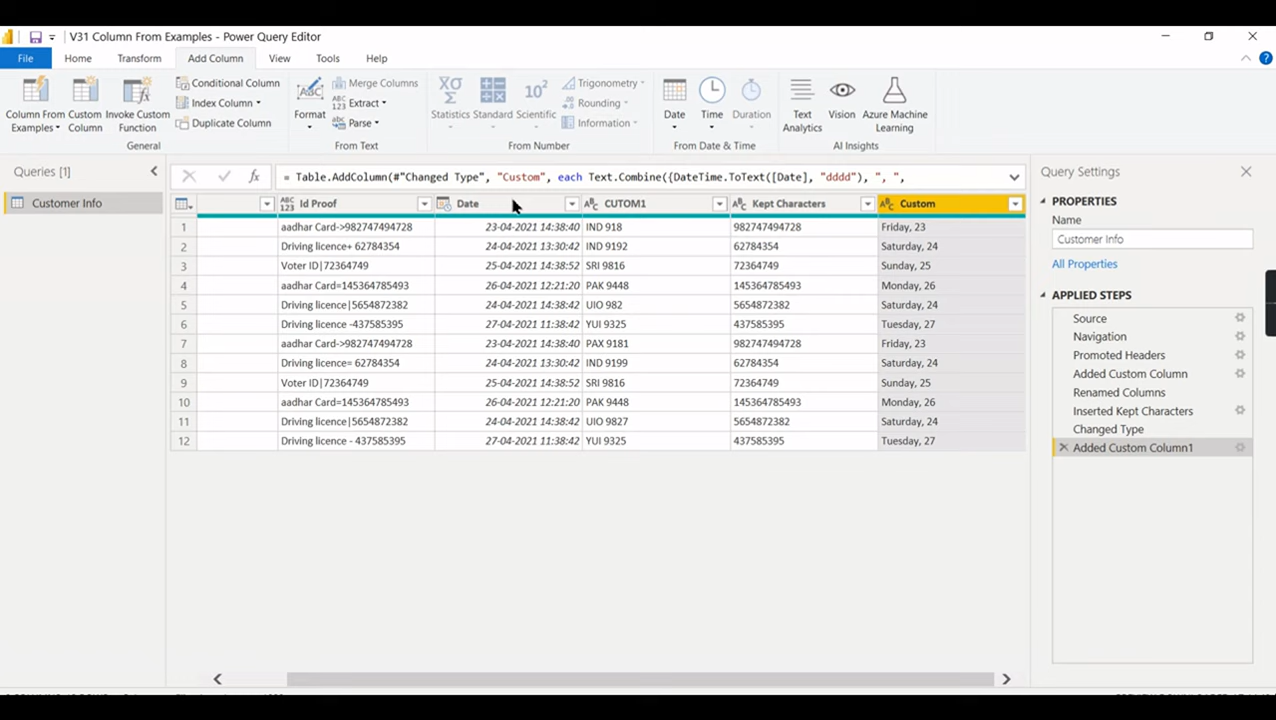 V31 Column From Examples - Power Query Editor
File Home Transform Add Column View Tools Help
Column From Examples
Custom Column
Invoke Custom Function
Conditional Column
Index Column
Duplicate Column
General
Format
Merge Columns
Extract
Parse
From Text
Statistics
Standard
Scientific
Trigonometry
Rounding
Information
From Number
Date
Time
Duration
From Date & Time
Text Analytics
Vision
Azure Machine Learning
AI Insights
Queries [1]
Customer Info
= Table.AddColumn(#"Changed Type", "Custom", each Text.Combine({DateTime.ToText([Date], "dddd"), ", ",
Id Proof Date CUTOM1 Kept Characters Custom
1 aadhar Card->982747494728 23-04-2021 14:38:40 IND 918 982747494728 Friday, 23
2 Driving licence+ 62784354 24-04-2021 13:30:42 IND 9192 62784354 Saturday, 24
3 Voter ID|72364749 25-04-2021 14:38:52 SRI 9816 72364749 Sunday, 25
4 aadhar Card=145364785493 26-04-2021 12:21:20 PAK 9448 145364785493 Monday, 26
5 Driving licence|5654872382 24-04-2021 14:38:42 UIO 982 5654872382 Saturday, 24
6 Driving licence -437585395 27-04-2021 11:38:42 YUI 9325 437585395 Tuesday, 27
7 aadhar Card->982747494728 23-04-2021 14:38:40 PAX 9181 982747494728 Friday, 23
8 Driving licence= 62784354 24-04-2021 13:30:42 IND 9199 62784354 Saturday, 24
9 Voter ID|72364749 25-04-2021 14:38:52 SRI 9816 72364749 Sunday, 25
10 aadhar Card=145364785493 26-04-2021 12:21:20 PAK 9448 145364785493 Monday, 26
11 Driving licence|5654872382 24-04-2021 14:38:42 UIO 9827 5654872382 Saturday, 24
12 Driving licence - 437585395 27-04-2021 11:38:42 YUI 9325 437585395 Tuesday, 27
Query Settings
PROPERTIES
Name
Customer Info
All Properties
APPLIED STEPS
Source
Navigation
Promoted Headers
Added Custom Column
Renamed Columns
Inserted Kept Characters
Changed Type
Added Custom Column1